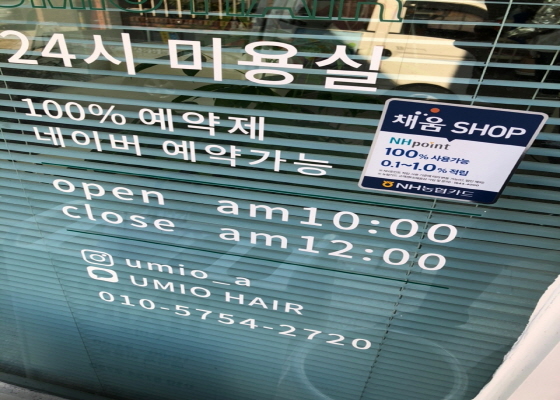 24시 미용실
100% 예약제
네이버 예약가능
open am10:00
close am12:00
umio_a
UMIO HAIR
010-5754-2720
채움 SHOP
NHpoint
100% 사용가능
0.1~1.0% 적립
NH농협카드